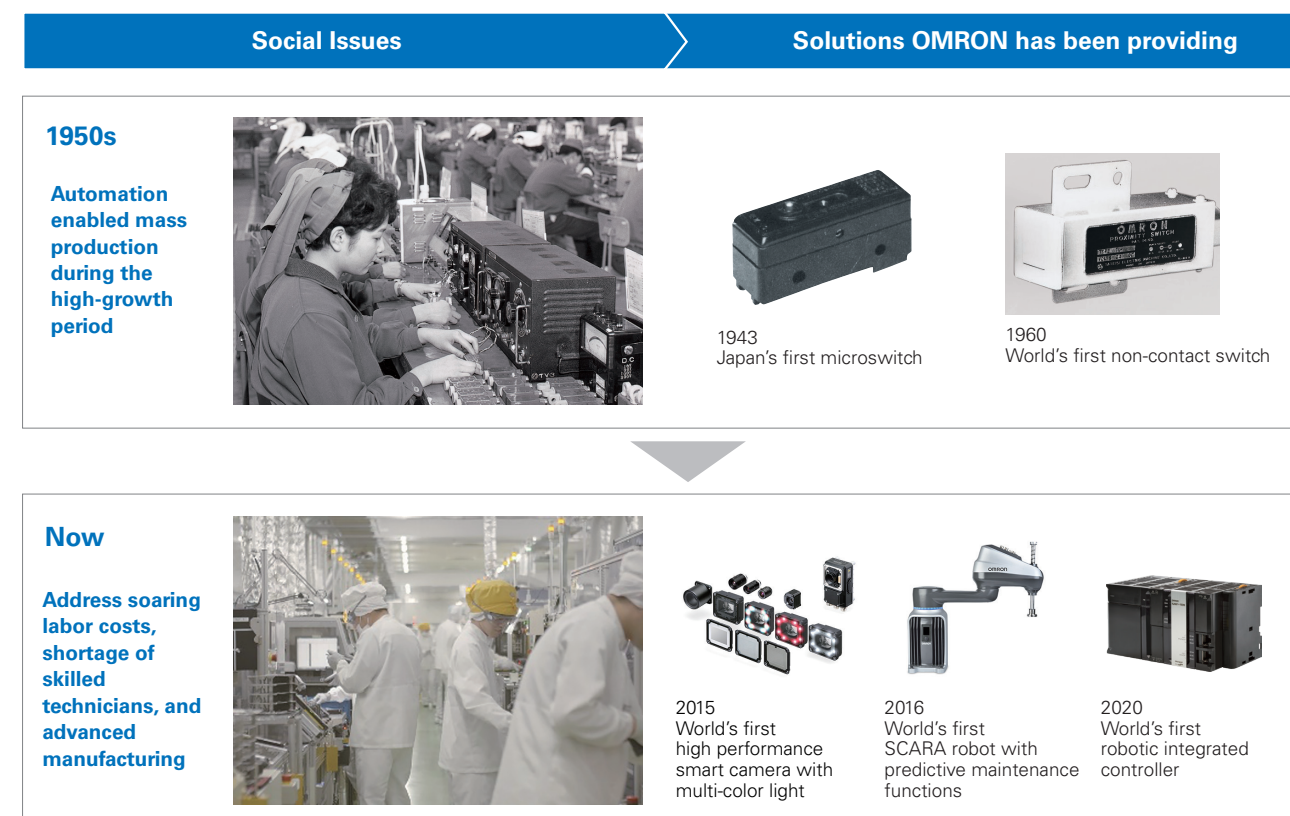 Social Issues
Solutions OMRON has been providing
1950s
Automation
enabled mass
production
during the
high-growth
period
OMRON
PROXIMITY SWITCH
DC
1943
Japan's first microswitch
1960
World's first non-contact switch
Now
Address soaring
labor costs,
shortage of
skilled
technicians, and
advanced
manufacturing
OMRON
2015
World's first
high performance
smart camera with
multi-color light
2016
World's first
SCARA robot with
predictive maintenance
functions
2020
World's first
robotic integrated
controller